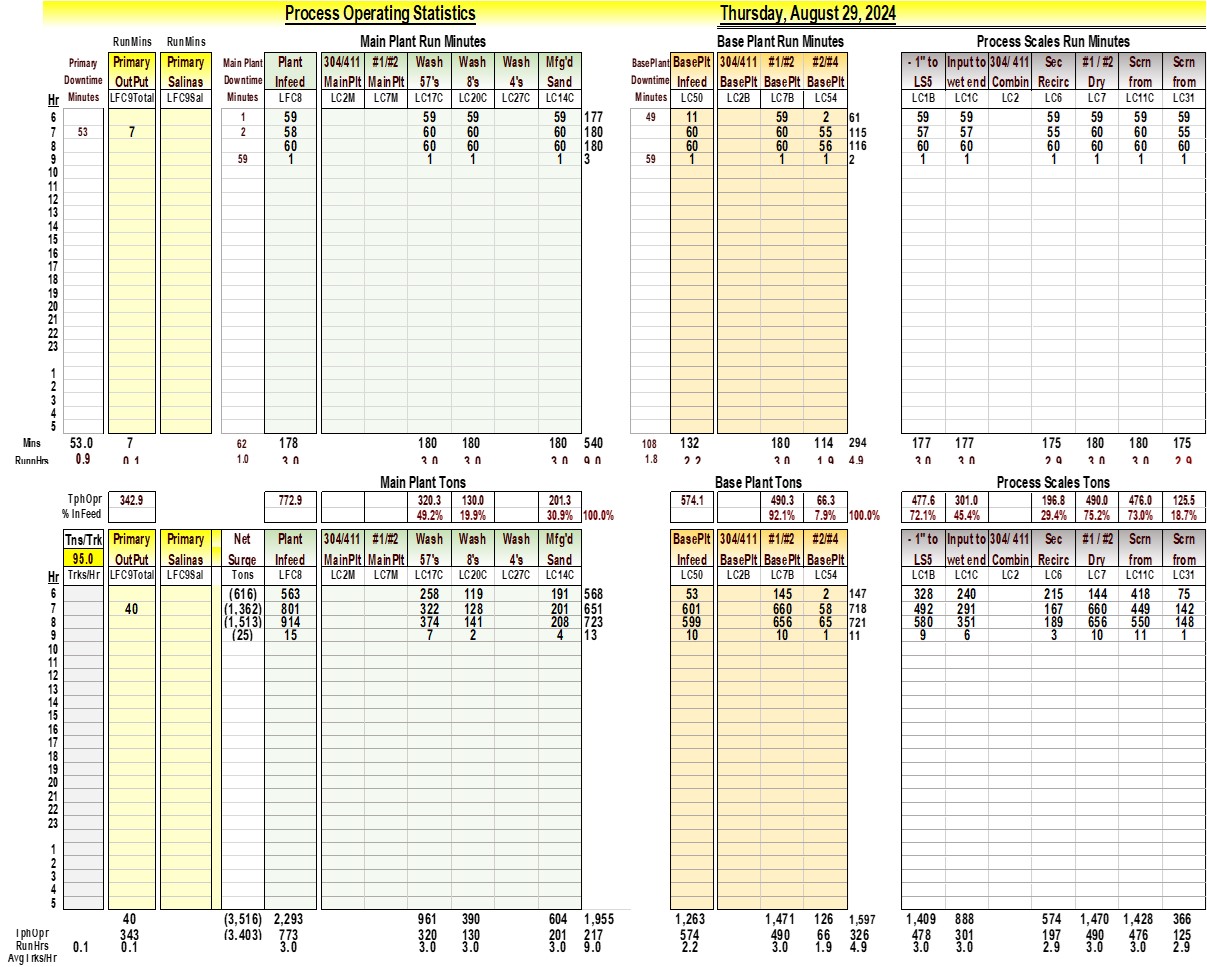 Process Operating Statistics Thursday, August 29, 2024
RunMins RunMins Main Plant Run Minutes Base Plant Run Minutes Process Scales Run Minutes
Primary Primary Primary Main Plant Plant 304/411 #1/#2 Wash Wash Wash Mfg'd BasePlant BasePlt 304/411 #1/#2 #2/#4 - 1" to Input to 304/ 411 Sec #1 / #2 Scrn Scrn
Downtime OutPut Salinas Downtime Infeed MainPlt MainPlt 57's 8's 4's Sand Downtime Infeed BasePlt BasePlt BasePlt LS5 wet end Combin Recirc Dry from from
Hr Minutes LFC9Total LFC9Sal Minutes LFC8 LC2M LC7M LC17C LC20C LC27C LC14C Minutes LC50 LC2B LC7B LC54 LC1B LC1C LC2 LC6 LC7 LC11C LC31
6 1 59 59 59 59 177 49 11 59 2 61 59 59 59 59 59 59
7 53 7 2 58 60 60 60 180 60 60 55 115 57 57 55 60 60 55
8 60 60 60 60 180 60 60 56 116 60 60 60 60 60 60
9 59 1 1 1 1 3 59 1 1 1 2 1 1 1 1 1 1
10
11
12
13
14
15
16
17
18
19
20
21
22
23
1
2
3
4
5
Mins 53.0 7 62 178 180 180 180 540 108 132 180 114 294 177 177 175 180 180 175
RunnHrs 0.9 0.1 1.0 3.0 3.0 3.0 3.0 9.0 1.8 2.2 3.0 1.9 4.9 3.0 3.0 2.9 3.0 3.0 2.9
Main Plant Tons Base Plant Tons Process Scales Tons
TphOpr 342.9 772.9 320.3 130.0 201.3 574.1 490.3 66.3 477.6 301.0 196.8 490.0 476.0 125.5
% InFeed 49.2% 19.9% 30.9% 100.0% 92.1% 7.9% 100.0% 72.1% 45.4% 29.4% 75.2% 73.0% 18.7%
Tns/Trk Primary Primary Net Plant 304/411 #1/#2 Wash Wash Wash Mfg'd BasePlt 304/411 #1/#2 #2/#4 - 1" to Input to 304/ 411 Sec #1 / #2 Scrn Scrn
95.0 OutPut Salinas Surge Infeed MainPlt MainPlt 57's 8's 4's Sand Infeed BasePlt BasePlt BasePlt LS5 wet end Combin Recirc Dry from from
Hr Trks/Hr LFC9Total LFC9Sal Tons LFC8 LC2M LC7M LC17C LC20C LC27C LC14C LC50 LC2B LC7B LC54 LC1B LC1C LC2 LC6 LC7 LC11C LC31
6 (616) 563 258 119 191 568 53 145 2 147 328 240 215 144 418 75
7 40 (1,362) 801 322 128 201 651 601 660 58 718 492 291 167 660 449 142
8 (1,513) 914 374 141 208 723 599 656 65 721 580 351 189 656 550 148
9 (25) 15 7 2 4 13 10 10 1 11 9 6 3 10 11 1
10
11
12
13
14
15
16
17
18
19
20
21
22
23
1
2
3
4
5
40 (3,516) 2,293 961 390 604 1,955 1,263 1,471 126 1,597 1,409 888 574 1,470 1,428 366
TphOpr 343 (3.403) 773 320 130 201 217 574 490 66 326 478 301 197 490 476 125
RunHrs 0.1 0.1 3.0 3.0 3.0 3.0 9.0 2.2 3.0 1.9 4.9 3.0 3.0 2.9 3.0 3.0 2.9
AvgTrks/Hr